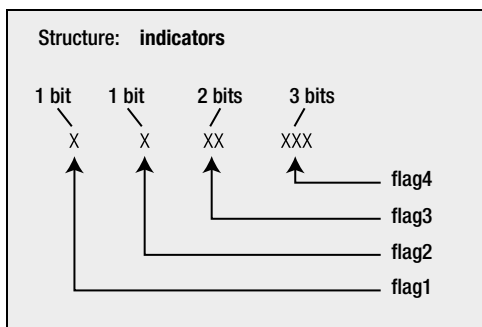 Structure: indicators
1 bit 1 bit 2 bits 3 bits
X X XX XXX
flag4
flag3
flag2
flag1